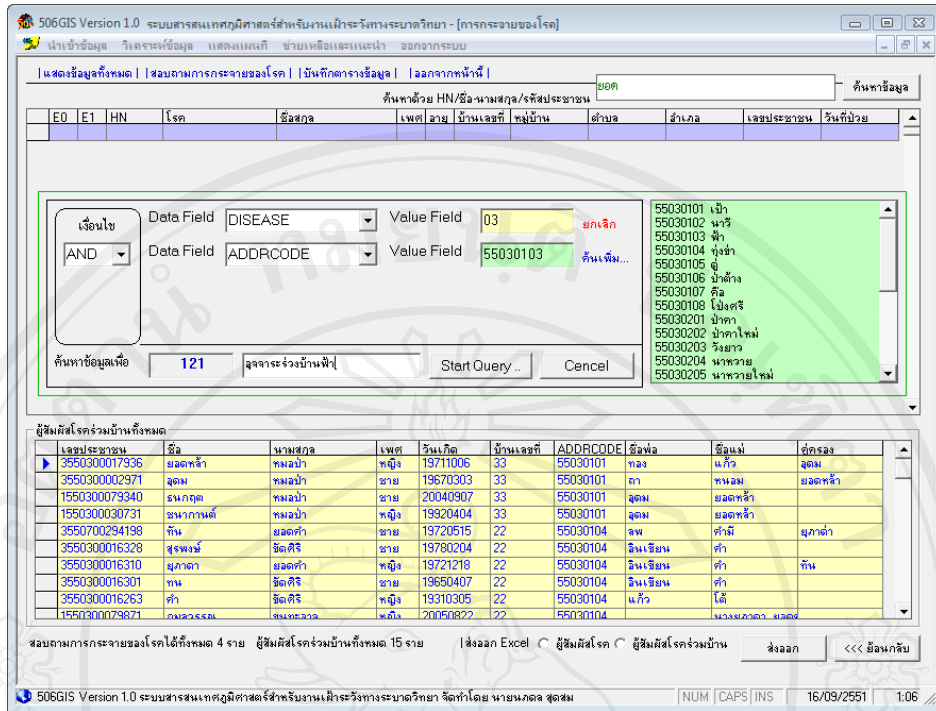 506GIS Version 1.0 ระบบสารสนเทศภูมิศาสตร์สำหรับงานเฝ้าระวังทางระบาดวิทยา - [การกระจายของโรค]
นำเข้าข้อมูล วิเคราะห์ข้อมูล แสดงแผนที่ ช่วยเหลือและแนะนำ ออกจากระบบ
|แสดงข้อมูลทั้งหมด| |สอบถามการกระจายของโรค| |บันทึกตารางข้อมูล| |ออกจากหน้านี้|
ค้นหาด้วย HN/ชื่อ-นามสกุล/รหัสประชาชน ยอด ค้นหาข้อมูล
E0 E1 HN โรค ชื่อสกุล เพศ อายุ บ้านเลขที่ หมู่บ้าน ตำบล อำเภอ เลขประชาชน วันที่ป่วย
เงื่อนไข Data Field DISEASE Value Field 03 ยกเลิก
AND Data Field ADDRCODE Value Field 55030103 ค้นเพิ่ม...
ค้นหาข้อมูลเพื่อ 121 อุจจาระร่วงบ้านฟ้า Start Query .. Cancel
55030101 เป้า
55030102 นาวี
55030103 ฟ้า
55030104 ทุ่งข่า
55030105 ดู่
55030106 ป่าต้าง
55030107 คือ
55030108 โป่งศรี
55030201 ป่าคา
55030202 ป่าคาใหม่
55030203 วังยาว
55030204 นาหวาย
55030205 นาหวายใหม่
ผู้สัมผัสโรคร่วมบ้านทั้งหมด
เลขประชาชน ชื่อ นามสกุล เพศ วันเกิด บ้านเลขที่ ADDRCODE ชื่อพ่อ ชื่อแม่ คู่ครอง
3550300017936 ยอดหล้า หมอป่า หญิง 19711006 33 55030101 ทอง แก้ว อุดม
3550300002971 อุดม หมอป่า ชาย 19670303 33 55030101 ถา หนอม ยอดหล้า
1550300079340 ธนกฤต หมอป่า ชาย 20040907 33 55030101 อุดม ยอดหล้า
1550300030731 ชนากานต์ หมอป่า หญิง 19920404 33 55030101 อุดม ยอดหล้า
3550700294198 ทัน ยอดคำ ชาย 19720515 22 55030104 ลพ คำมี ยุภาดา
3550300016328 สุรพงษ์ ขัดศิริ ชาย 19780204 22 55030104 อินเขียน คำ
3550300016310 ยุภาดา ยอดคำ หญิง 19721218 22 55030104 อินเขียน คำ ทัน
3550300016301 ทน ขัดศิริ ชาย 19650407 22 55030104 อินเขียน คำ
3550300016263 คำ ขัดศิริ หญิง 19310305 22 55030104 แก้ว โต้
1550300079871 20050822 22 55030104
สอบถามการกระจายของโรคได้ทั้งหมด 4 ราย ผู้สัมผัสโรคร่วมบ้านทั้งหมด 15 ราย |ส่งออก Excel ผู้สัมผัสโรค ผู้สัมผัสโรคร่วมบ้าน ส่งออก <<< ย้อนกลับ
506GIS Version 1.0 ระบบสารสนเทศภูมิศาสตร์สำหรับงานเฝ้าระวังทางระบาดวิทยา จัดทำโดย นายนภดล สุดสม NUM CAPS INS 16/09/2551 1:06